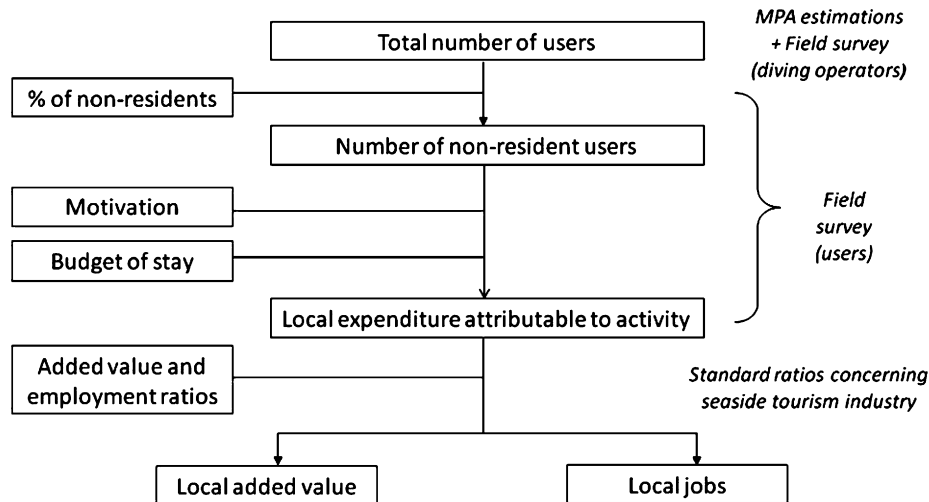 Total number of users
MPA estimations
+ Field survey
(diving operators)
% of non-residents
Number of non-resident users
Motivation
Budget of stay
Field
survey
(users)
Local expenditure attributable to activity
Added value and
employment ratios
Standard ratios concerning
seaside tourism industry
Local added value
Local jobs